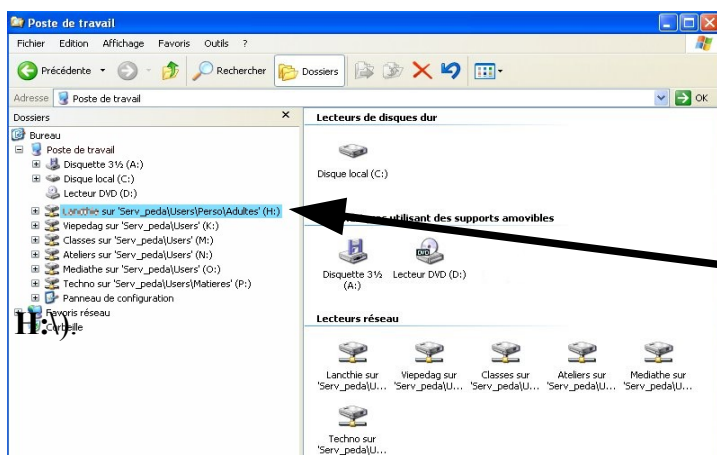 Poste de travail
Fichier Edition Affichage Favoris Outils ?
Précédente Rechercher Dossiers
Adresse Poste de travail OK
Dossiers
Bureau
Poste de travail
Disquette 3½ (A:)
Disque local (C:)
Lecteur DVD (D:)
sur 'Serv_peda\Users\Perso\Adultes' (H:)
Viepedag sur 'Serv_peda\Users' (K:)
Classes sur 'Serv_peda\Users' (M:)
Ateliers sur 'Serv_peda\Users' (N:)
Mediathe sur 'Serv_peda\Users' (O:)
Techno sur 'Serv_peda\Users\Matieres' (P:)
Panneau de configuration
Favoris réseau
Corbeille
H:\).
Lecteurs de disques dur
Disque local (C:)
utilisant des supports amovibles
Disquette 3½ (A:)
Lecteur DVD (D:)
Lecteurs réseau
Lancthie sur 'Serv_peda\U...
Viepedag sur 'Serv_peda\U...
Classes sur 'Serv_peda\U...
Ateliers sur 'Serv_peda\U...
Mediathe sur 'Serv_peda\U...
Techno sur 'Serv_peda\U...